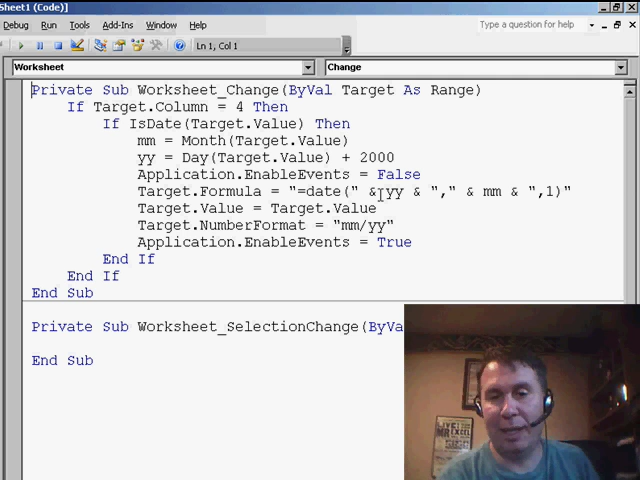 Sheet1 (Code)]
Debug Run Tools Add-Ins Window Help Type a question for help
Ln 1, Col 1
Worksheet Change
Private Sub Worksheet_Change(ByVal Target As Range)
If Target.Column = 4 Then
If IsDate(Target.Value) Then
mm = Month(Target.Value)
yy = Day(Target.Value) + 2000
Application.EnableEvents = False
Target.Formula = "=date(" & yy & "," & mm & ",1)"
Target.Value = Target.Value
Target.NumberFormat = "mm/yy"
Application.EnableEvents = True
End If
End If
End Sub
Private Sub Worksheet_SelectionChange(ByVa
End Sub
LIVE
MR EXCEL